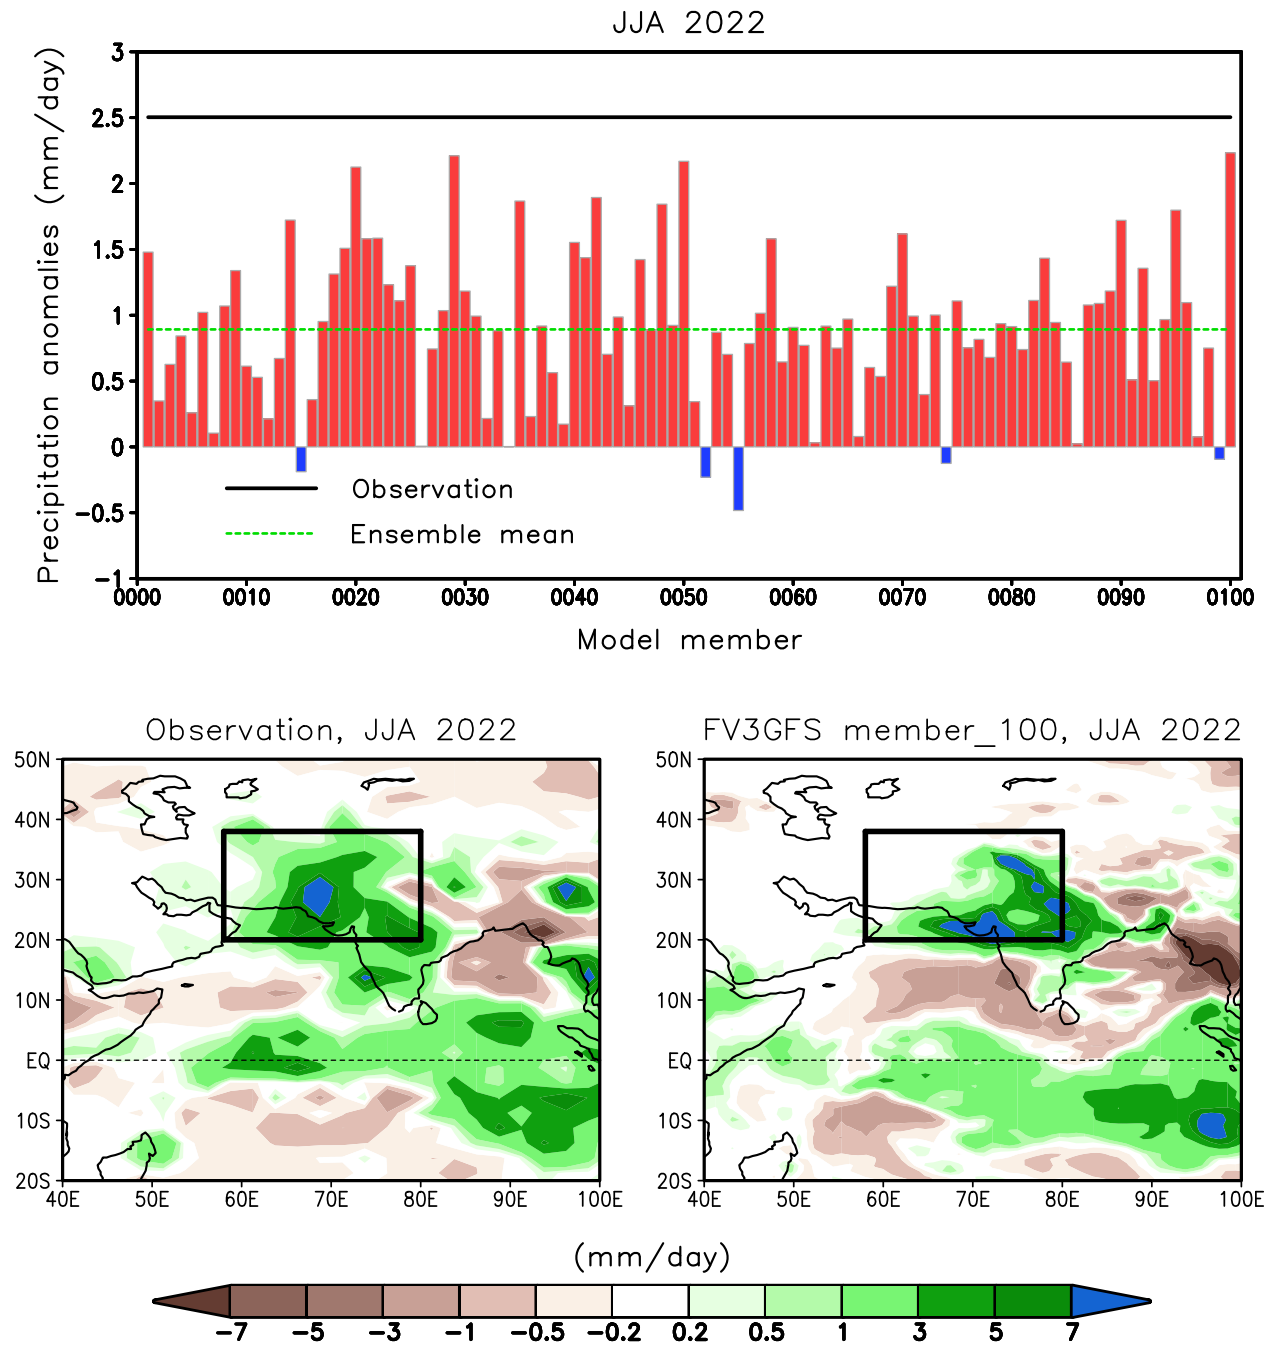 JJA 2022
Precipitation anomalies (mm/day)
3
2.5
2
1.5
1
0.5
0
−0.5
−1
Observation
Ensemble mean
0000 0010 0020 0030 0040 0050 0060 0070 0080 0090 0100
Model member
Observation, JJA 2022
50N
40N
30N
20N
10N
EQ
10S
20S
40E 50E 60E 70E 80E 90E 100E
FV3GFS member_100, JJA 2022
50N
40N
30N
20N
10N
EQ
10S
20S
40E 50E 60E 70E 80E 90E 100E
(mm/day)
−7 −5 −3 −1 −0.5 −0.2 0.2 0.5 1 3 5 7